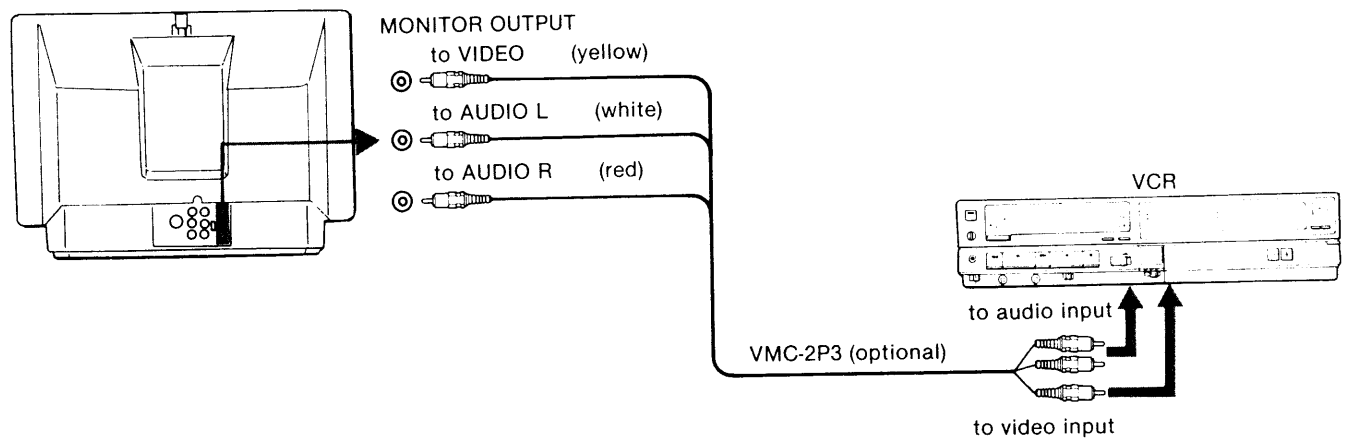 MONITOR OUTPUT
to VIDEO (yellow)
to AUDIO L (white)
to AUDIO R (red)
VCR
to audio input
VMC-2P3 (optional)
to video input